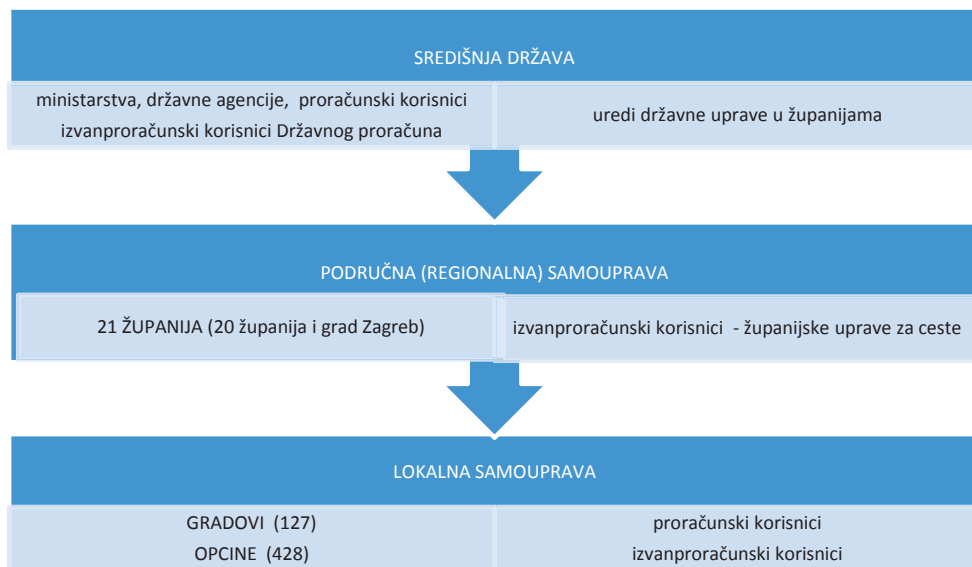 SREDIŠNJA DRŽAVA
ministarstva, državne agencije, proračunski korisnici
izvanproračunski korisnici Državnog proračuna
uredi državne uprave u županijama
PODRUČNA (REGIONALNA) SAMOUPRAVA
21 ŽUPANIJA (20 županija i grad Zagreb)
izvanproračunski korisnici - županijske uprave za ceste
LOKALNA SAMOUPRAVA
GRADOVI (127)
OPCINE (428)
proračunski korisnici
izvanproračunski korisnici